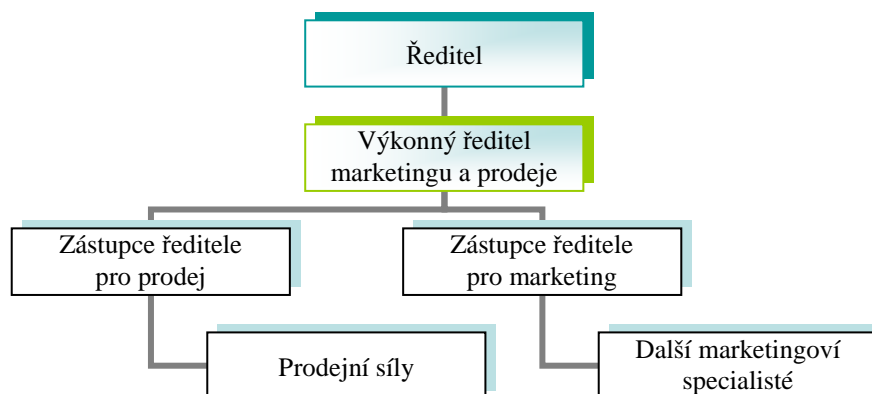 Ředitel
Výkonný ředitel
marketingu a prodeje
Zástupce ředitele
pro prodej
Zástupce ředitele
pro marketing
Prodejní síly
Další marketingoví
specialisté